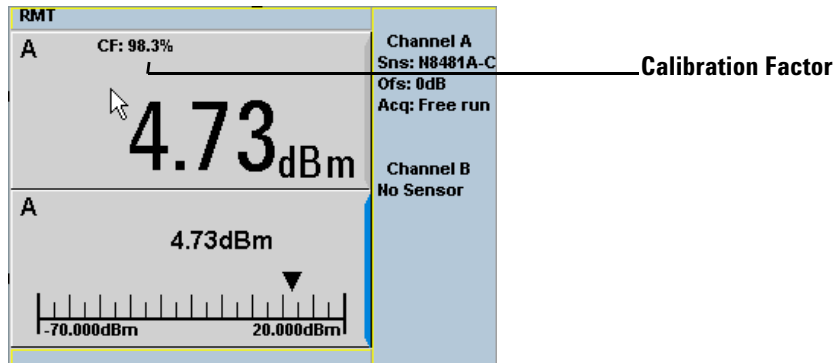 RMT
A
CF: 98.3%
4.73dBm
A
4.73dBm
-70.000dBm
20.000dBm
Channel A
Sns: N8481A-C
Ofs: 0dB
Acq: Free run
Channel B
No Sensor
Calibration Factor